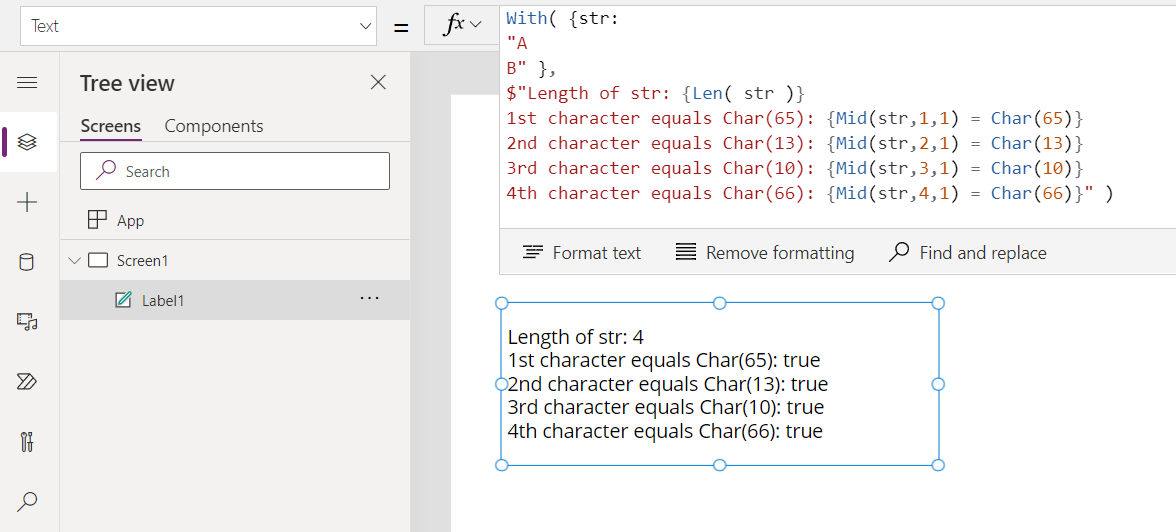 Text
=
fx
With( {str:
"A
B" },
$"Length of str: {Len( str )}
1st character equals Char(65): {Mid(str,1,1) = Char(65)}
2nd character equals Char(13): {Mid(str,2,1) = Char(13)}
3rd character equals Char(10): {Mid(str,3,1) = Char(10)}
4th character equals Char(66): {Mid(str,4,1) = Char(66)}" )
Format text
Remove formatting
Find and replace
Tree view
Screens
Components
Search
App
Screen1
Label1
...
Length of str: 4
1st character equals Char(65): true
2nd character equals Char(13): true
3rd character equals Char(10): true
4th character equals Char(66): true